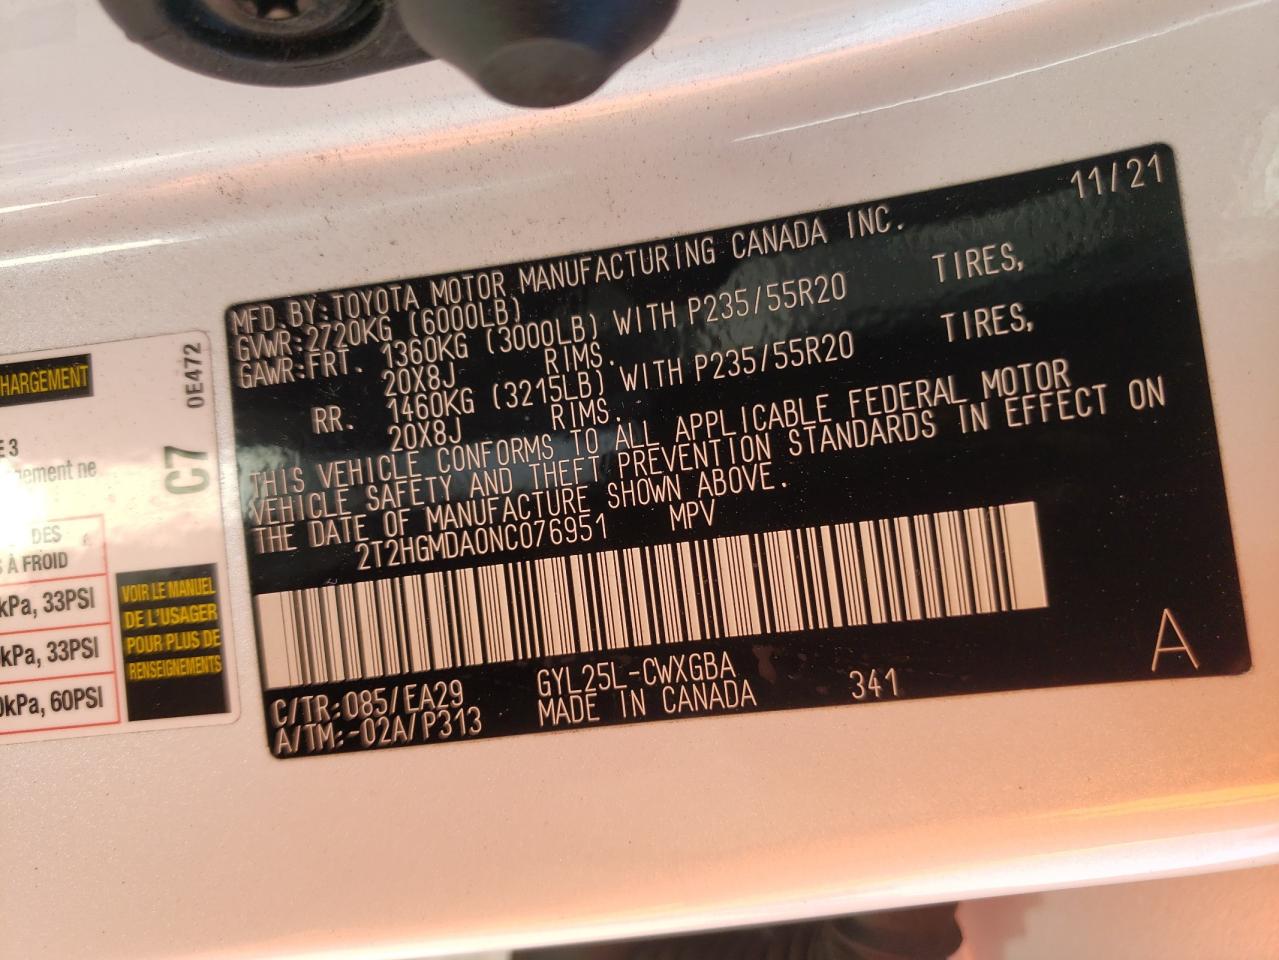 11/21
MFD.BY:TOYOTA MOTOR MANUFACTURING CANADA INC.
GVWR:2720KG (6000LB)
GAWR:FRT. 1360KG (3000LB) WITH P235/55R20 TIRES,
20X8J RIMS.
RR. 1460KG (3215LB) WITH P235/55R20 TIRES,
20X8J RIMS.
THIS VEHICLE CONFORMS TO ALL APPLICABLE FEDERAL MOTOR
VEHICLE SAFETY AND THEFT PREVENTION STANDARDS IN EFFECT ON
THE DATE OF MANUFACTURE SHOWN ABOVE.
2T2HGMDA0NC076951 MPV
C/TR:085/EA29 GYL25L-CWXGBA
A/TM:-02A/P313 MADE IN CANADA 341
A
HARGEMENT
0E472
C7
E 3
gement ne
DES
À FROID
kPa, 33PSI
kPa, 33PSI
0kPa, 60PSI
VOIR LE MANUEL
DE L'USAGER
POUR PLUS DE
RENSEIGNEMENTS